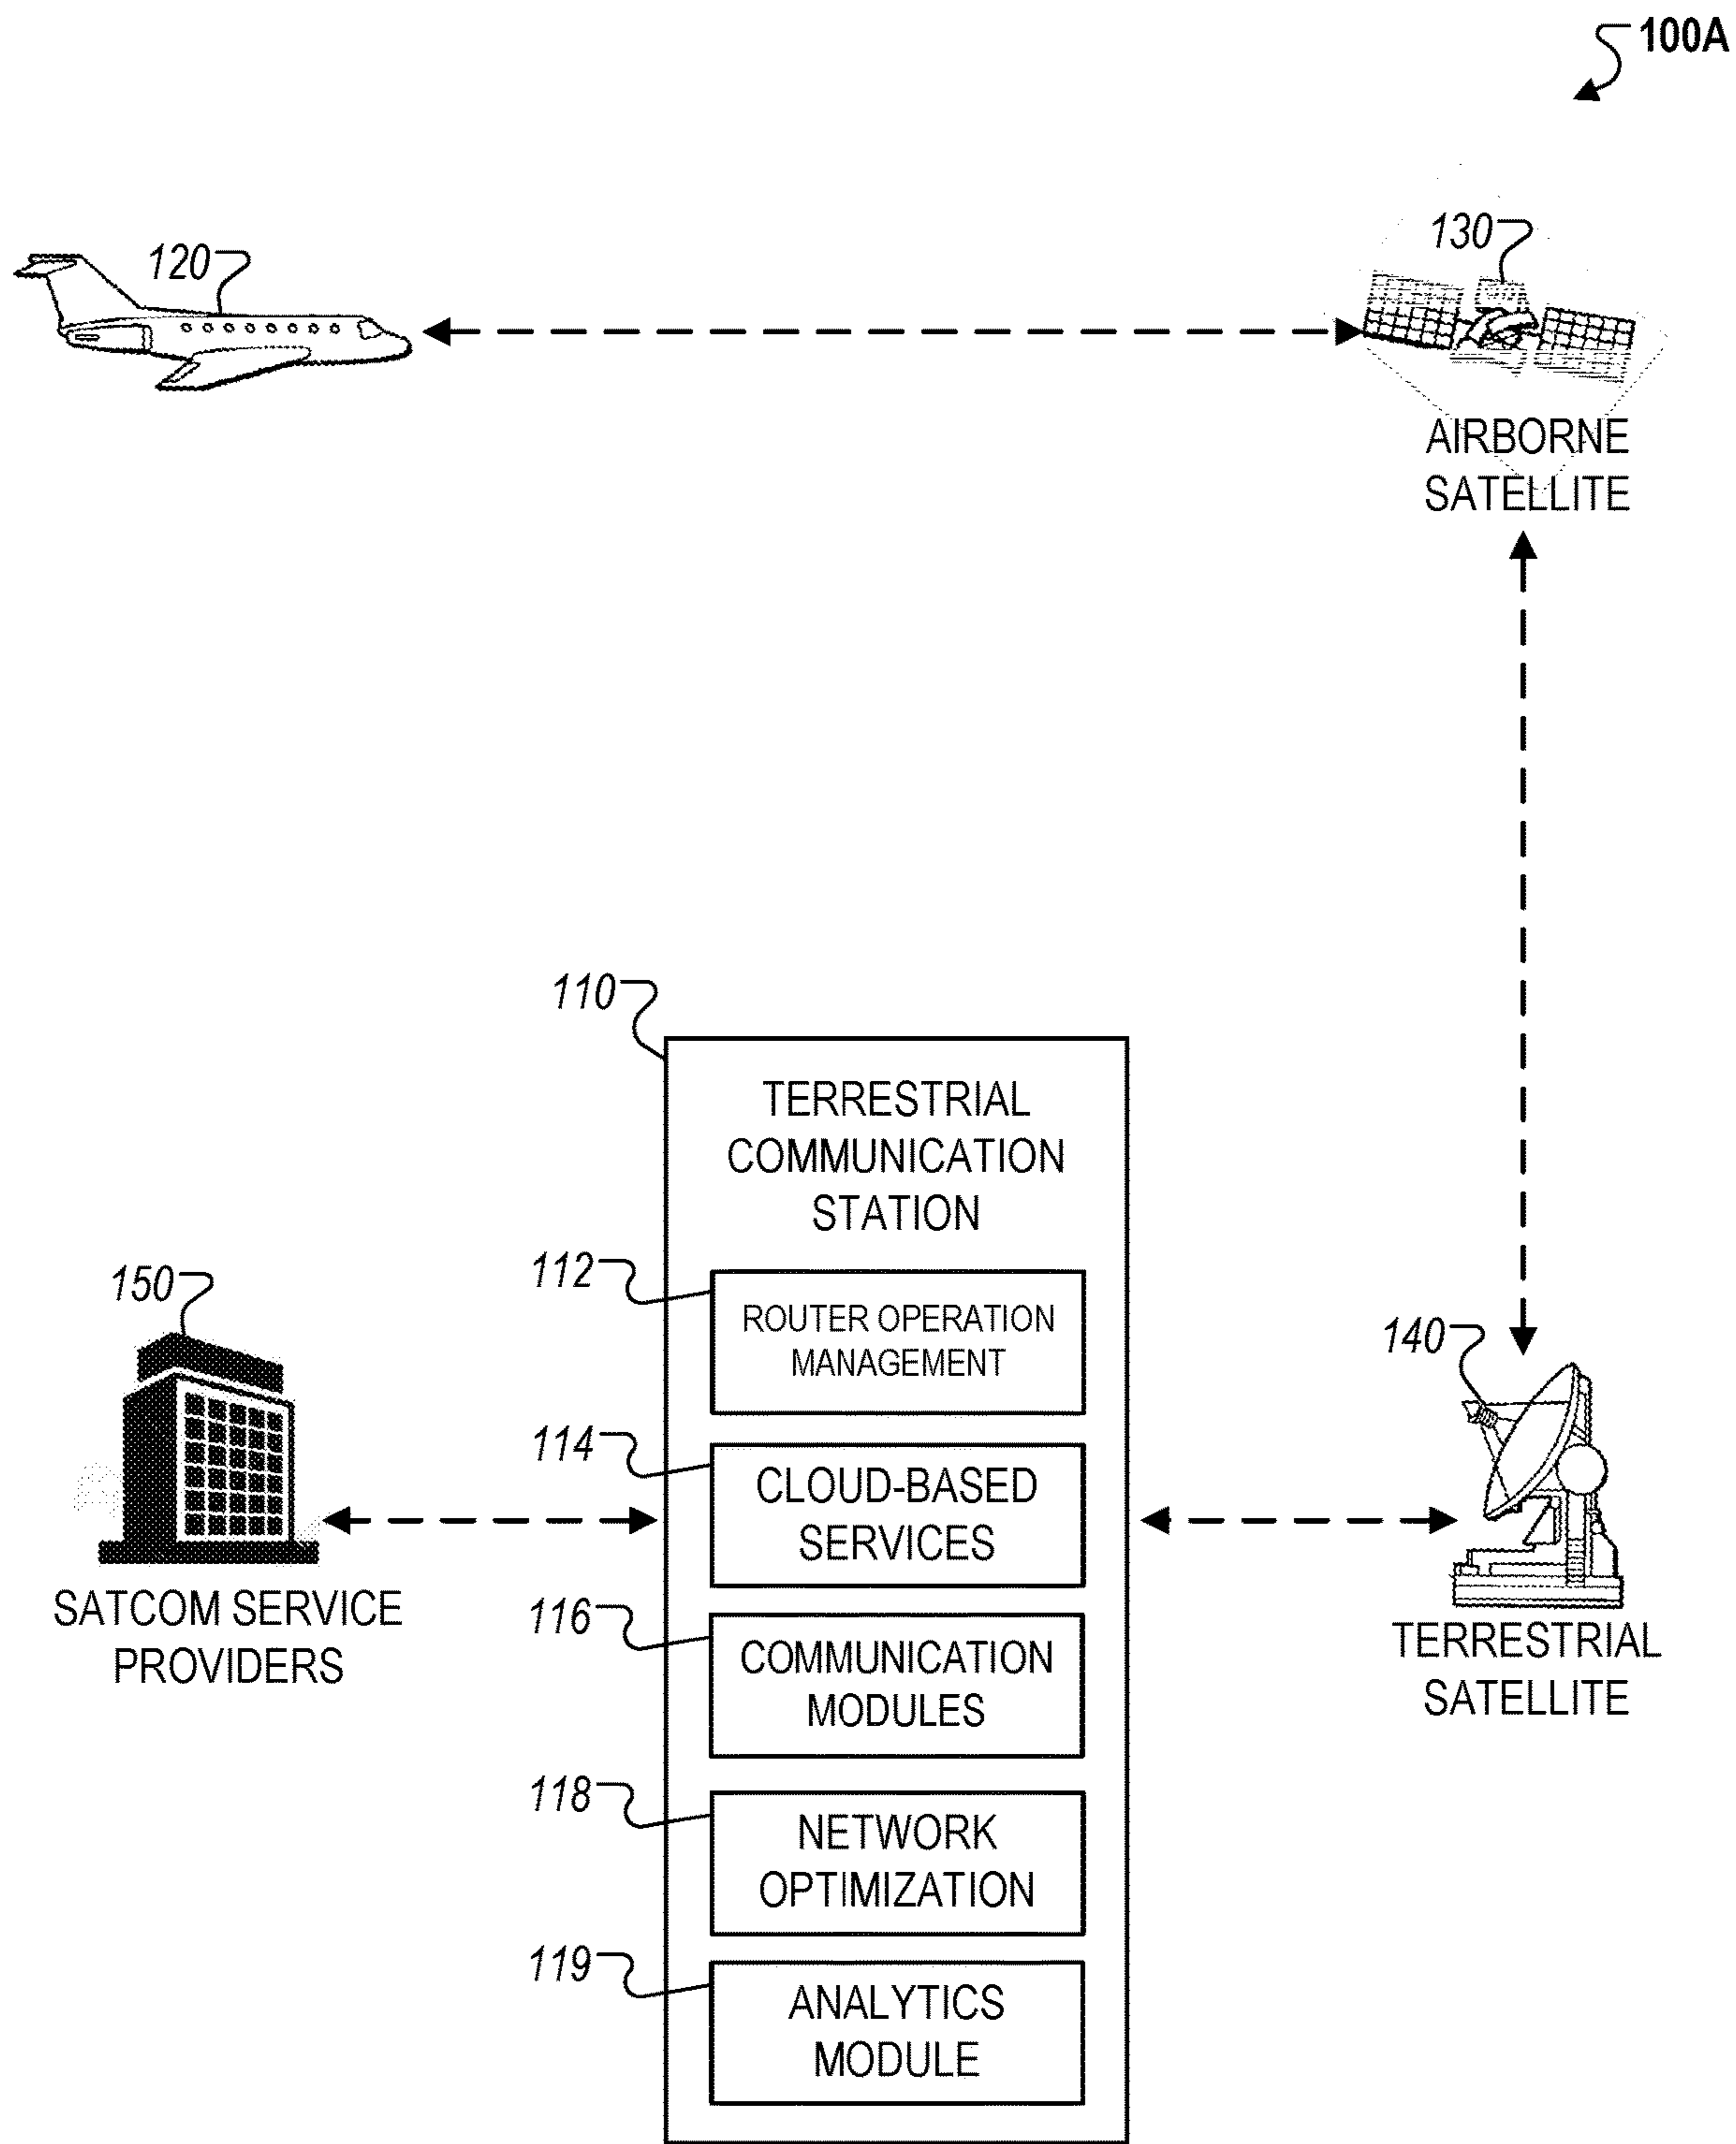 100A
120
130
AIRBORNE
SATELLITE
110
TERRESTRIAL
COMMUNICATION
STATION
112
ROUTER OPERATION
MANAGEMENT
150
140
114
CLOUD-BASED
SERVICES
SATCOM SERVICE
PROVIDERS
116
COMMUNICATION
MODULES
TERRESTRIAL
SATELLITE
118
NETWORK
OPTIMIZATION
119
ANALYTICS
MODULE